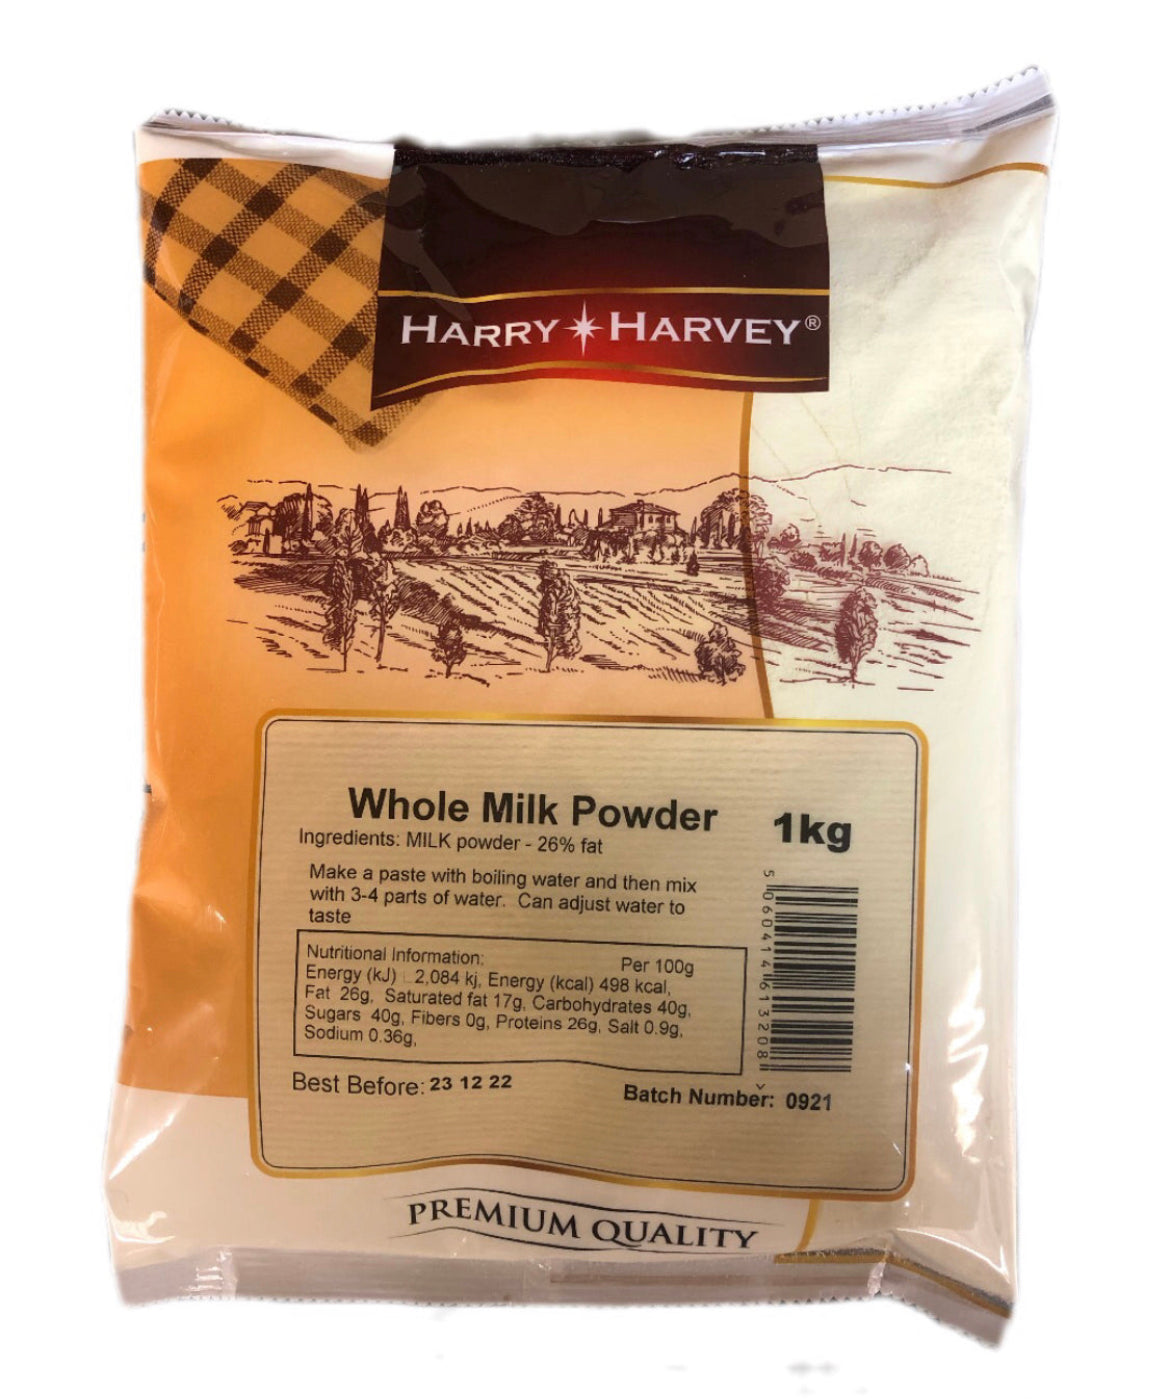 HARRY HARVEY®
Whole Milk Powder 1kg
Ingredients: MILK powder - 26% fat
Make a paste with boiling water and then mix
with 3-4 parts of water. Can adjust water to
taste
Nutritional Information: Per 100g
Energy (kJ) 2,084 kj, Energy (kcal) 498 kcal,
Fat 26g, Saturated fat 17g, Carbohydrates 40g,
Sugars 40g, Fibers 0g, Proteins 26g, Salt 0.9g,
Sodium 0.36g,
5 060414 613208
Best Before: 23 12 22
Batch Number: 0921
PREMIUM QUALITY